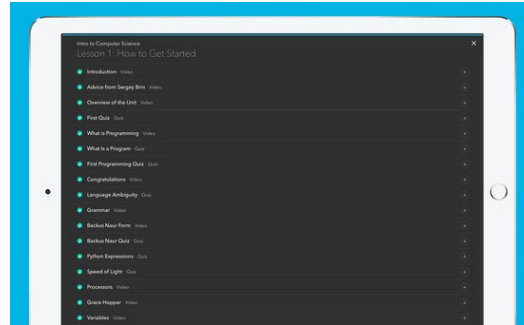 Intro to Computer Science
Lesson 1: How to Get Started
Introduction Video
Advice from Sergey Brin Video
Overview of the Unit Video
First Quiz Quiz
What is Programming Video
What Is a Program Quiz
First Programming Quiz Quiz
Congratulations Video
Language Ambiguity Quiz
Grammar Video
Backus Naur Form Video
Backus Naur Quiz Quiz
Python Expressions Quiz
Speed of Light Quiz
Processors Video
Grace Hopper Video
Variables Video